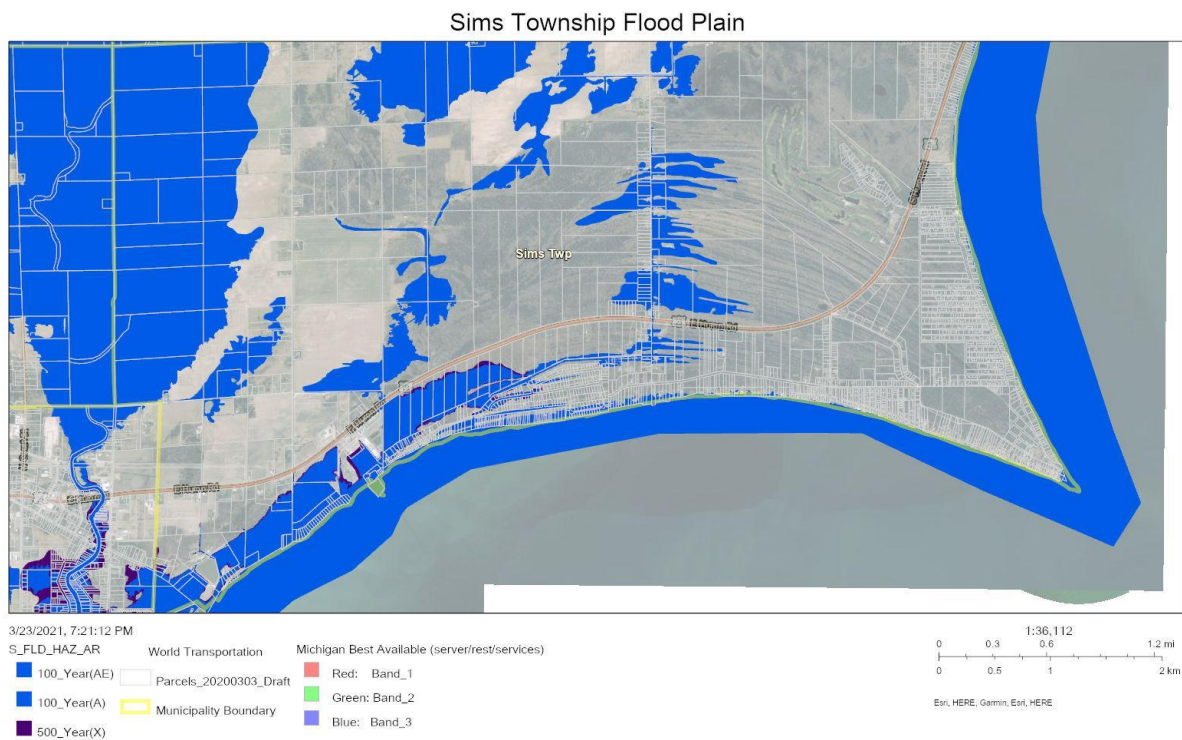 Sims Township Flood Plain
Sims Twp
3/23/2021, 7:21:12 PM
S_FLD_HAZ_AR
100_Year(AE)
100_Year(A)
500_Year(X)
World Transportation
Parcels_20200303_Draft
Municipality Boundary
Michigan Best Available (server/rest/services)
Red: Band_1
Green: Band_2
Blue: Band_3
1:36,112
0 0.3 0.6 1.2 mi
0 0.5 1 2 km
Esri, HERE, Garmin, Esri, HERE